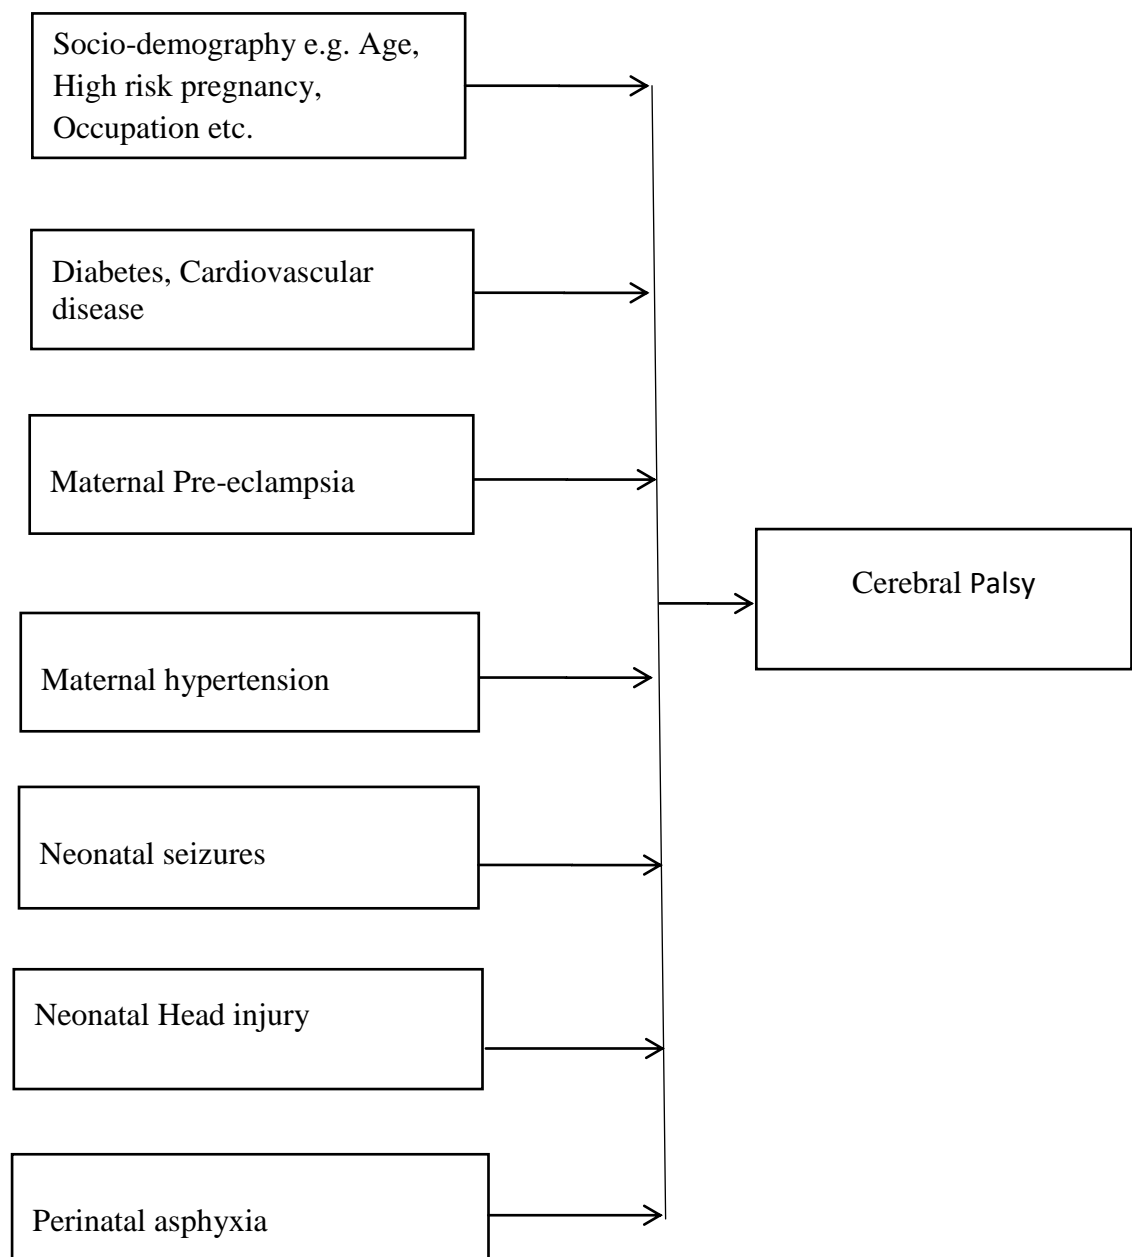 Socio-demography e.g. Age,
High risk pregnancy,
Occupation etc.
Diabetes, Cardiovascular
disease
Maternal Pre-eclampsia
Cerebral Palsy
Maternal hypertension
Neonatal seizures
Neonatal Head injury
Perinatal asphyxia